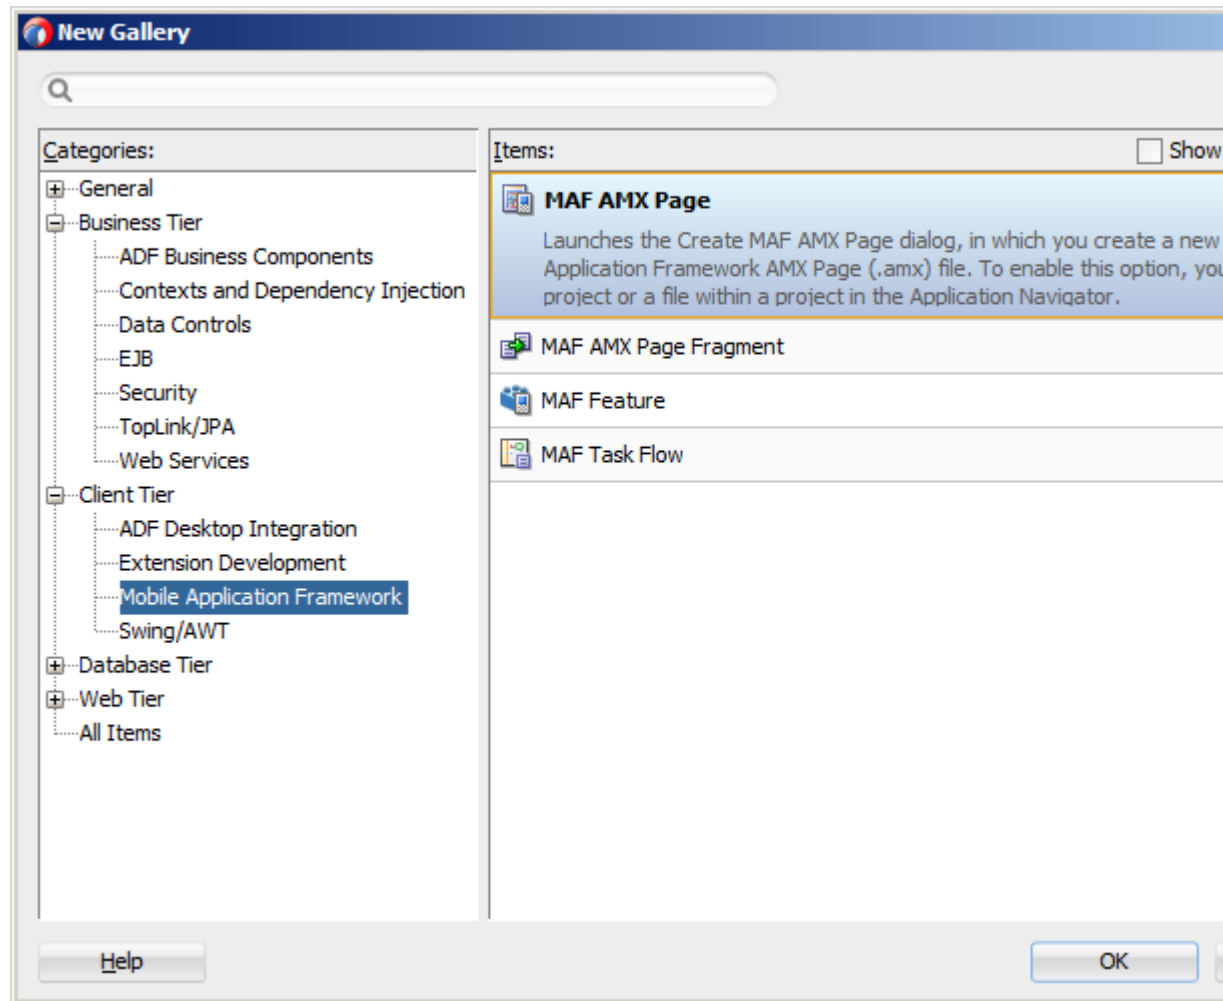 New Gallery
Categories:
General
Business Tier
ADF Business Components
Contexts and Dependency Injection
Data Controls
EJB
Security
TopLink/JPA
Web Services
Client Tier
ADF Desktop Integration
Extension Development
Mobile Application Framework
Swing/AWT
Database Tier
Web Tier
All Items
Items:
Show
MAF AMX Page
Launches the Create MAF AMX Page dialog, in which you create a new
Application Framework AMX Page (.amx) file. To enable this option, you
project or a file within a project in the Application Navigator.
MAF AMX Page Fragment
MAF Feature
MAF Task Flow
Help
OK